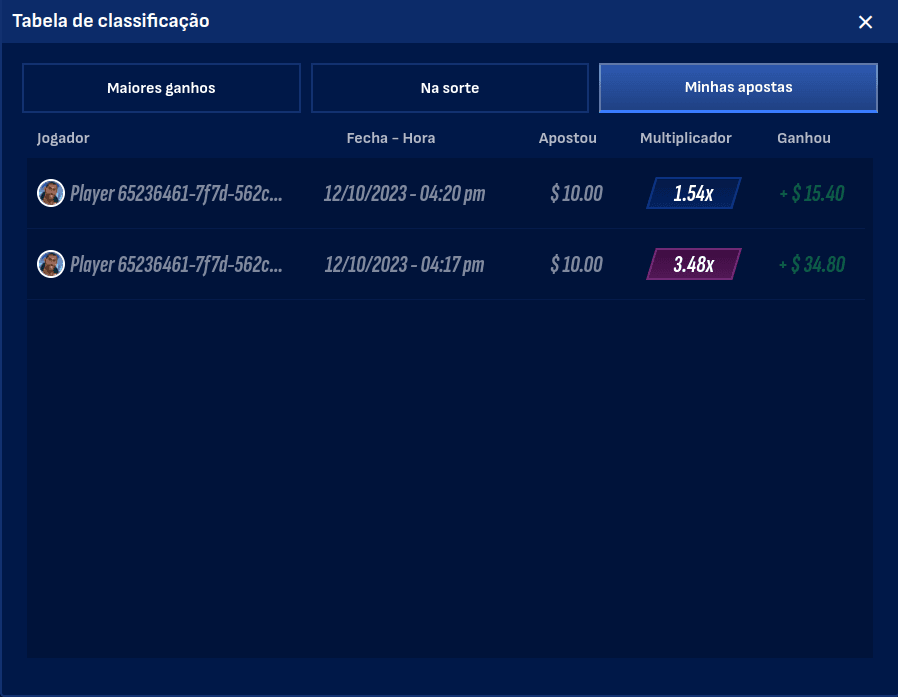 Tabela de classificação
Maiores ganhos
Na sorte
Minhas apostas
Jogador Fecha - Hora Apostou Multiplicador Ganhou
Player 65236461-7f7d-562c... 12/10/2023 - 04:20 pm $ 10.00 1.54x + $ 15.40
Player 65236461-7f7d-562c... 12/10/2023 - 04:17 pm $ 10.00 3.48x + $ 34.80